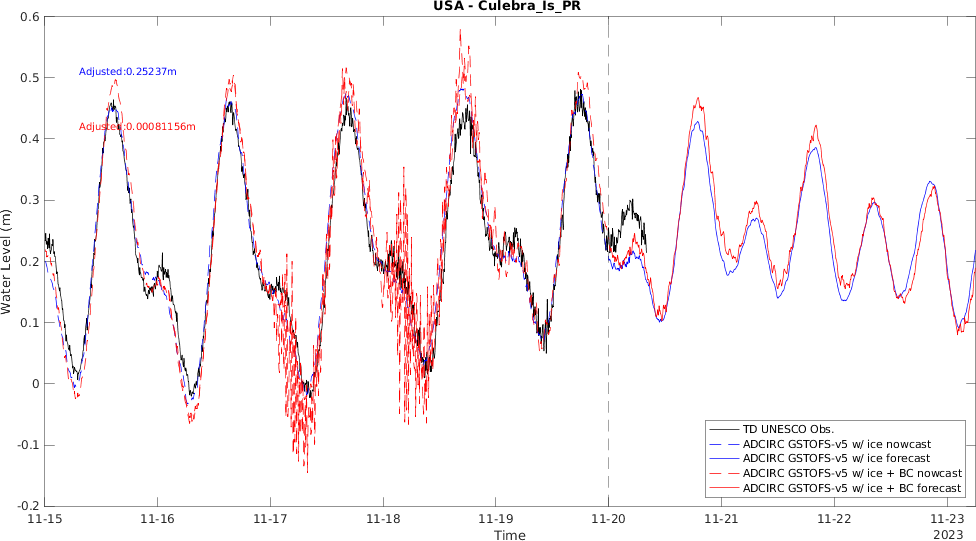 USA - Culebra_Is_PR
0.6
0.5
0.4
0.3
0.2
0.1
0
-0.1
-0.2
Water Level (m)
Adjusted:0.25237m
Adjusted:0.00081156m
TD UNESCO Obs.
ADCIRC GSTOFS-v5 w/ ice nowcast
ADCIRC GSTOFS-v5 w/ ice forecast
ADCIRC GSTOFS-v5 w/ ice + BC nowcast
ADCIRC GSTOFS-v5 w/ ice + BC forecast
11-15 11-16 11-17 11-18 11-19 11-20 11-21 11-22 11-23
Time
2023